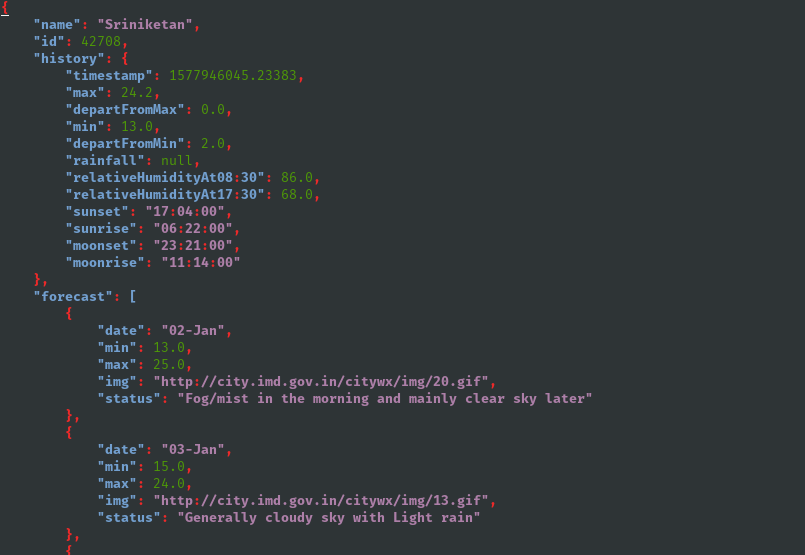 {
    "name": "Sriniketan",
    "id": 42708,
    "history": {
        "timestamp": 1577946045.23383,
        "max": 24.2,
        "departFromMax": 0.0,
        "min": 13.0,
        "departFromMin": 2.0,
        "rainfall": null,
        "relativeHumidityAt08:30": 86.0,
        "relativeHumidityAt17:30": 68.0,
        "sunset": "17:04:00",
        "sunrise": "06:22:00",
        "moonset": "23:21:00",
        "moonrise": "11:14:00"
    },
    "forecast": [
        {
            "date": "02-Jan",
            "min": 13.0,
            "max": 25.0,
            "img": "http://city.imd.gov.in/citywx/img/20.gif",
            "status": "Fog/mist in the morning and mainly clear sky later"
        },
        {
            "date": "03-Jan",
            "min": 15.0,
            "max": 24.0,
            "img": "http://city.imd.gov.in/citywx/img/13.gif",
            "status": "Generally cloudy sky with Light rain"
        },
        {